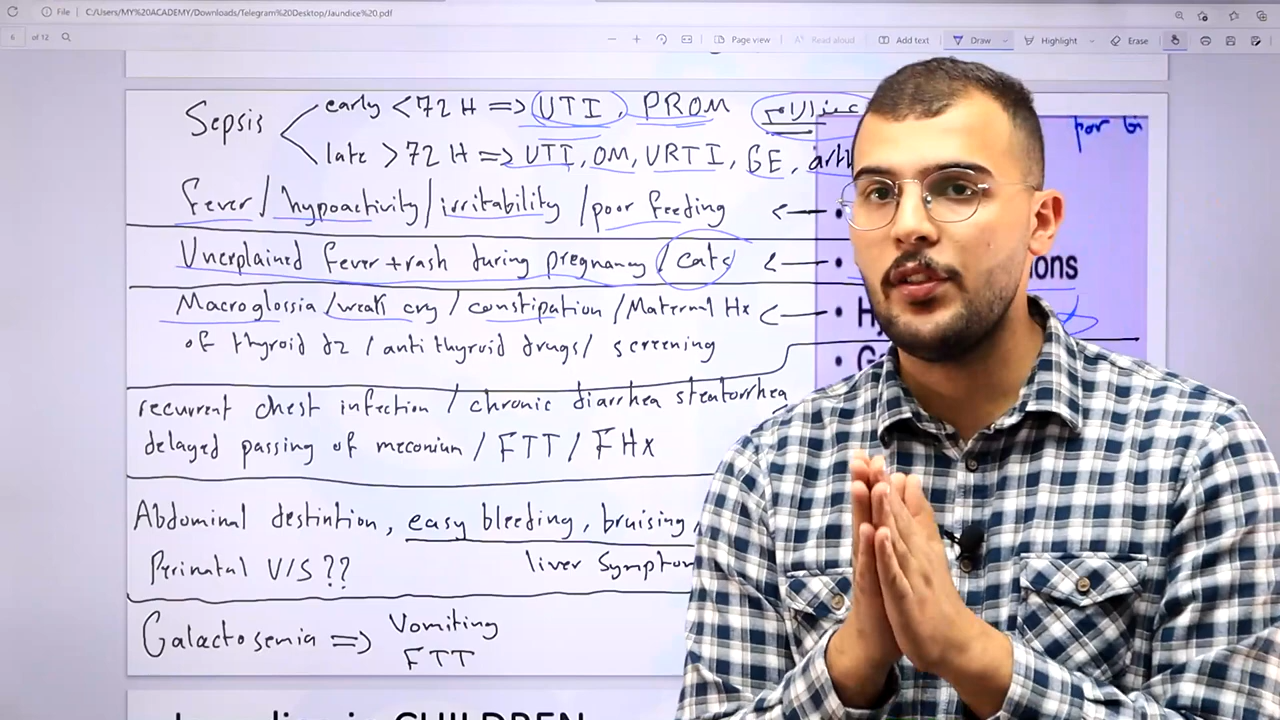 File C:/Users/MY%20ACADEMY/Downloads/Telegram%20Desktop/Jaundice%20.pdf
6 of 12 Page view Read aloud Add text Draw Highlight Erase
Sepsis
early <72 H => UTI, PROM عند الام
late >72 H => UTI, OM, URTI, GE,
Fever / hypoactivity / irritability / poor feeding
Unexplained fever + rash during pregnancy / cats
Macroglossia / weak cry / constipation / Maternal Hx
of thyroid dz / anti thyroid drugs / screening
recurrent chest infection / chronic diarrhea steatorrhea
delayed passing of meconium / FTT / FHx
Abdominal destintion, easy bleeding, bruising,
Perinatal V/S ?? liver Symptom
Galactosemia => Vomiting
FTT